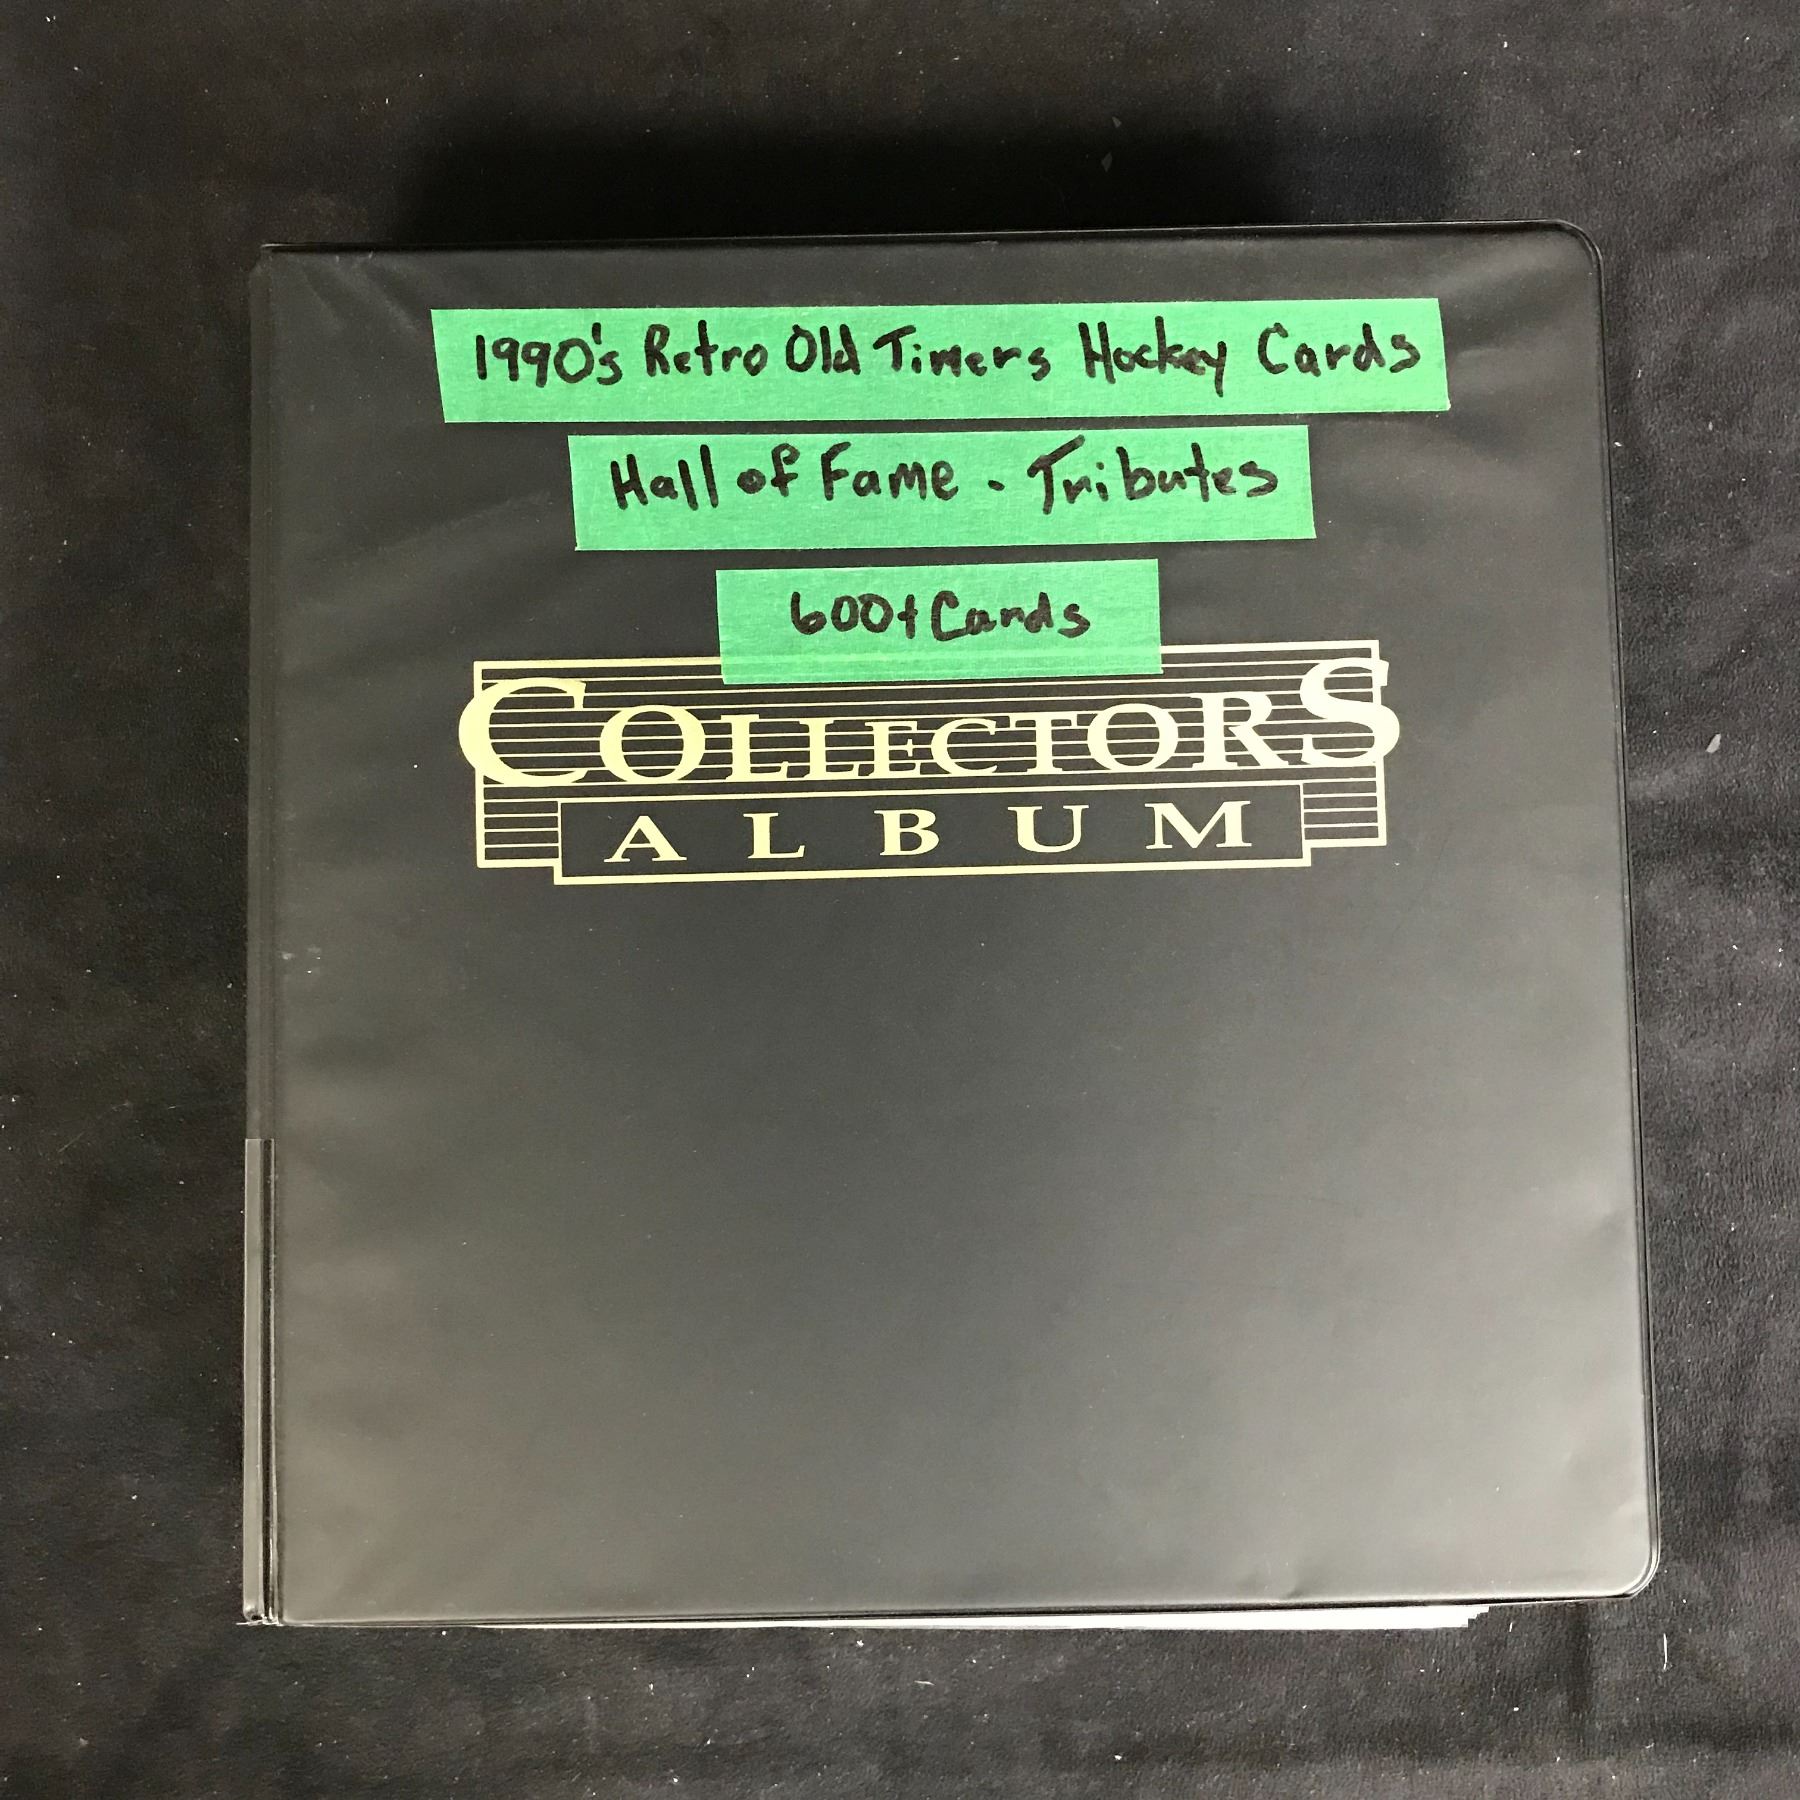 1990's Retro Old Timers Hockey Cards
Hall of Fame - Tributes
600+ Cards
COLLECTORS
ALBUM